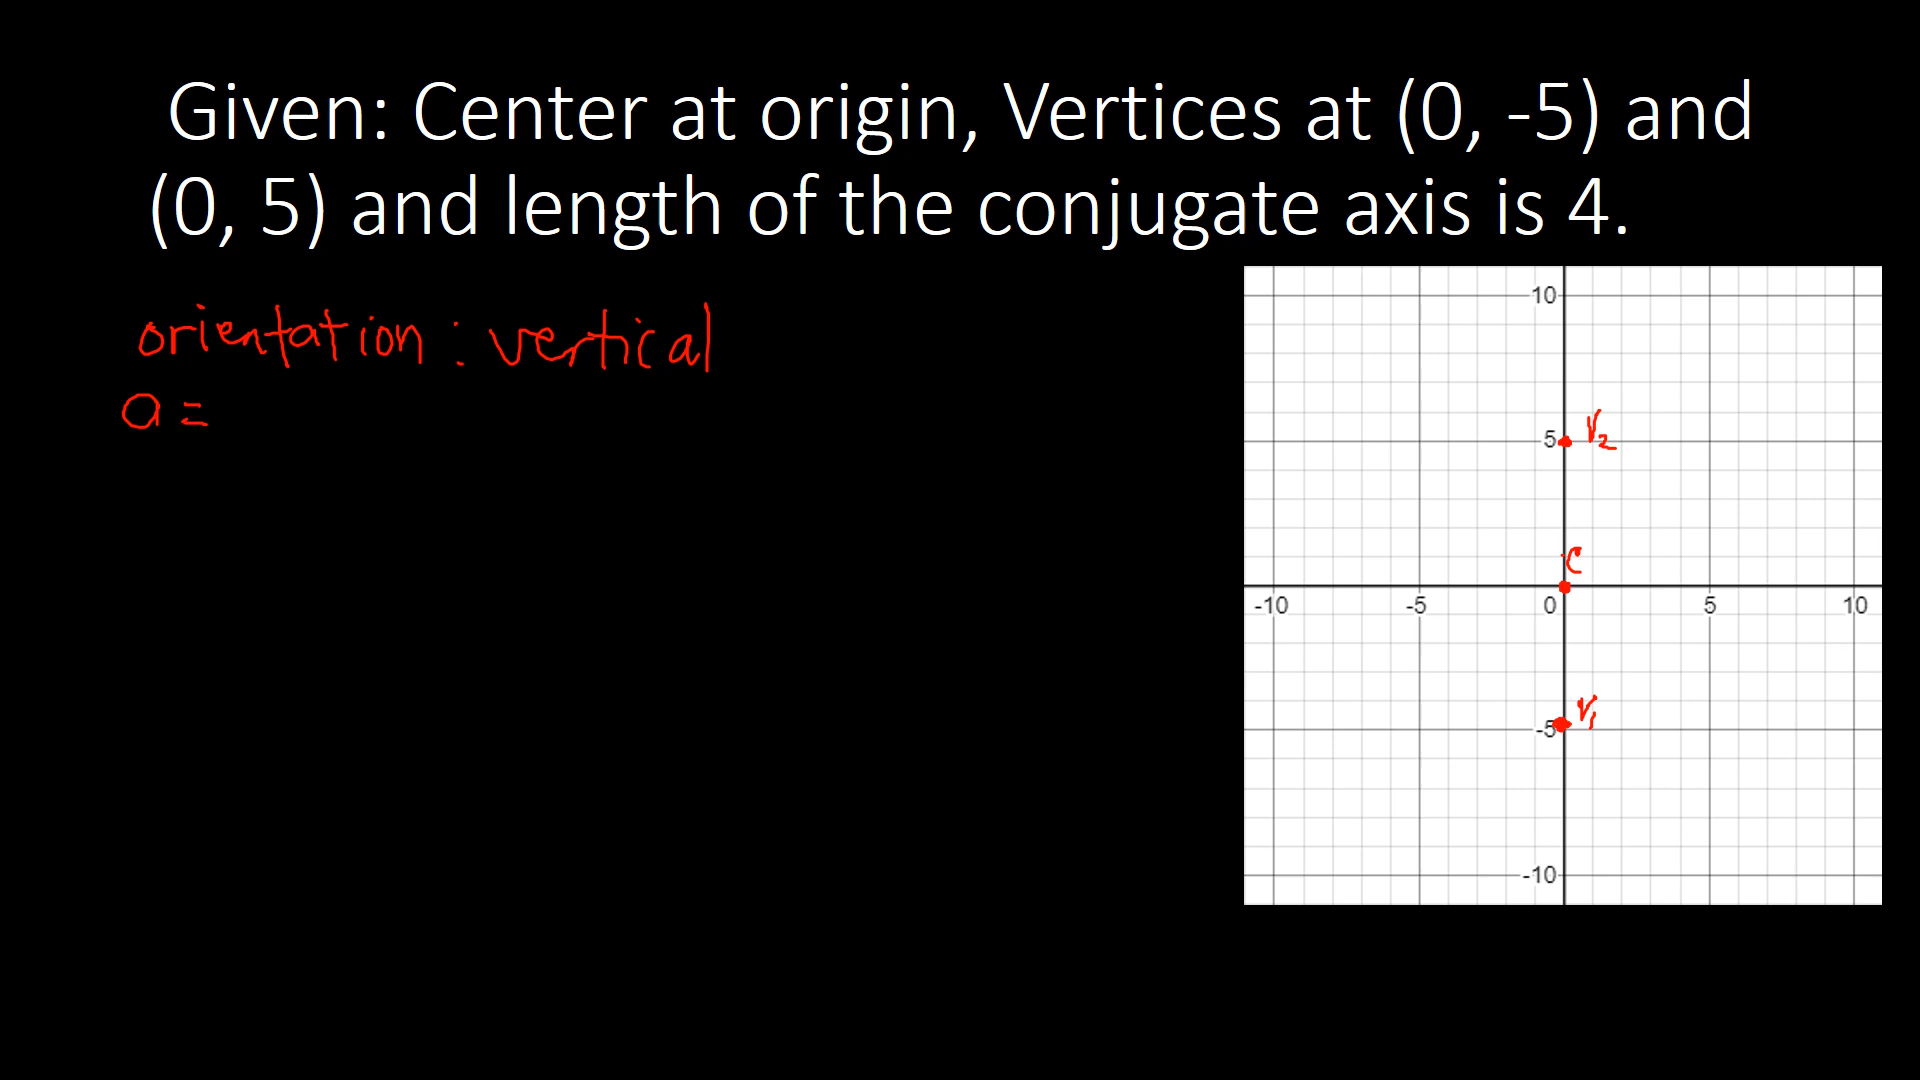 Given: Center at origin, Vertices at (0, -5) and
(0, 5) and length of the conjugate axis is 4.
orientation: vertical
a =
10
5 V₂
C
-10 -5 0 5 10
-5 V₁
-10